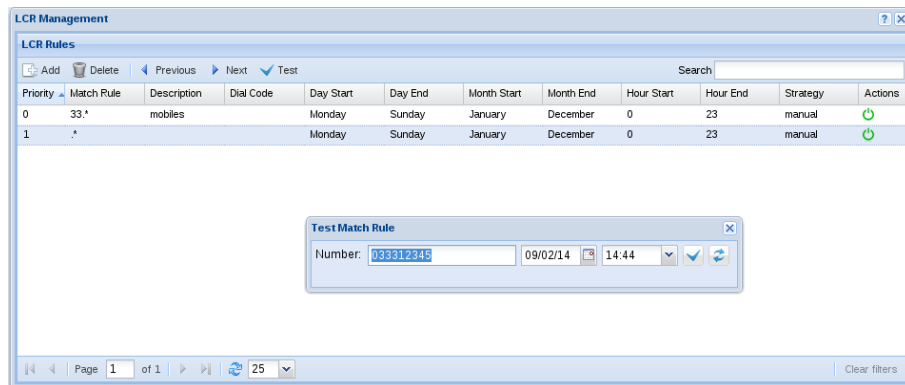 LCR Management
LCR Rules
Add Delete Previous Next Test Search
Priority Match Rule Description Dial Code Day Start Day End Month Start Month End Hour Start Hour End Strategy Actions
0 33.* mobiles Monday Sunday January December 0 23 manual
1 .* Monday Sunday January December 0 23 manual
Test Match Rule
Number: 033312345 09/02/14 14:44
Page 1 of 1 25 Clear filters